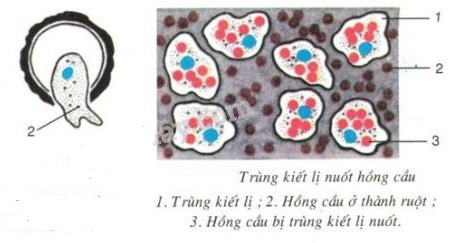 1
2
3
2
Trùng kiết lị nuốt hồng cầu
1. Trùng kiết lị ; 2. Hồng cầu ở thành ruột ;
3. Hồng cầu bị trùng kiết lị nuốt.